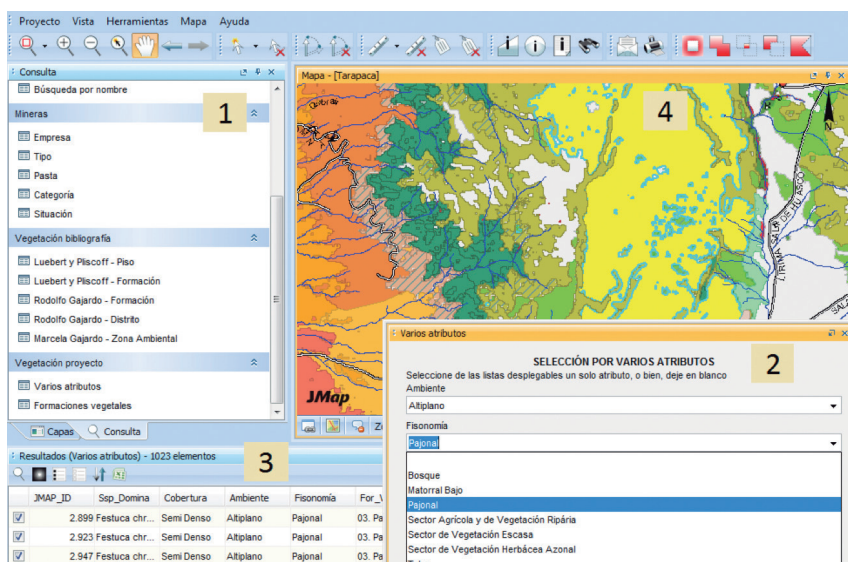 Proyecto Vista Herramientas Mapa Ayuda
Consulta
Búsqueda por nombre
1
Mineras
Empresa
Tipo
Pasta
Categoría
Situación
Vegetación bibliografía
Luebert y Pliscoff - Piso
Luebert y Pliscoff - Formación
Rodolfo Gajardo - Formación
Rodolfo Gajardo - Distrito
Marcela Gajardo - Zona Ambiental
Vegetación proyecto
Varios atributos
Formaciones vegetales
Capas Consulta
Mapa - [Tarapaca]
4
N
LIRIMA SALA DE HUASCO
JMap
Varios atributos
2
SELECCIÓN POR VARIOS ATRIBUTOS
Seleccione de las listas desplegables un solo atributo, o bien, deje en blanco
Ambiente
Altiplano
Fisonomía
Pajonal
Bosque
Matorral Bajo
Pajonal
Sector Agrícola y de Vegetación Ripária
Sector de Vegetación Escasa
Sector de Vegetación Herbácea Azonal
Resultados (Varios atributos) - 1023 elementos
3
JMAP_ID Ssp_Domina Cobertura Ambiente Fisonomía For_V
2.899 Festuca chr... Semi Denso Altiplano Pajonal 03. Pa
2.923 Festuca chr... Semi Denso Altiplano Pajonal 03. Pa
2.947 Festuca chr... Semi Denso Altiplano Pajonal 03. Pa